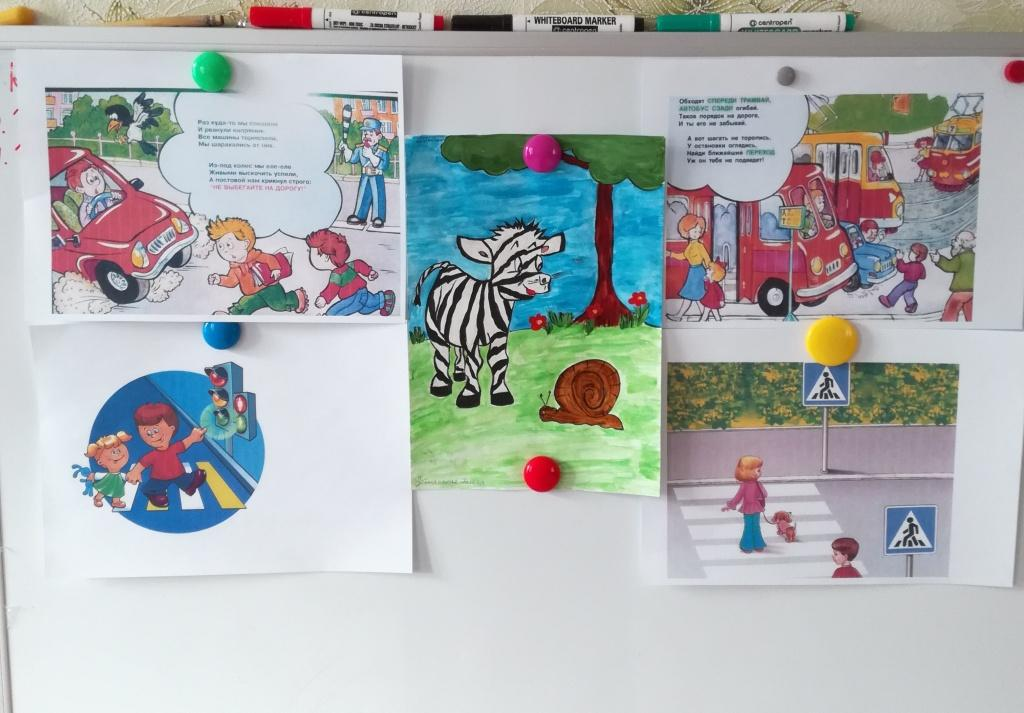 WHITEBOARD MARKER
centropen
centropen
Раз куда-то мы спешили
И рванули напрямик.
Все машины тормозили,
Мы шарахались от них.
Из-под колес мы еле-еле
Живыми выскочить успели,
А постовой нам крикнул строго:
"НЕ ВЫБЕГАЙТЕ НА ДОРОГУ!"
Обходят СПЕРЕДИ ТРАМВАЙ,
АВТОБУС СЗАДИ огибай.
Таков порядок на дороге,
И ты его не забывай.
А вот шагать не торопись.
У остановки оглядись,
Найди ближайший ПЕРЕХОД
Уж он тебя не подведет!